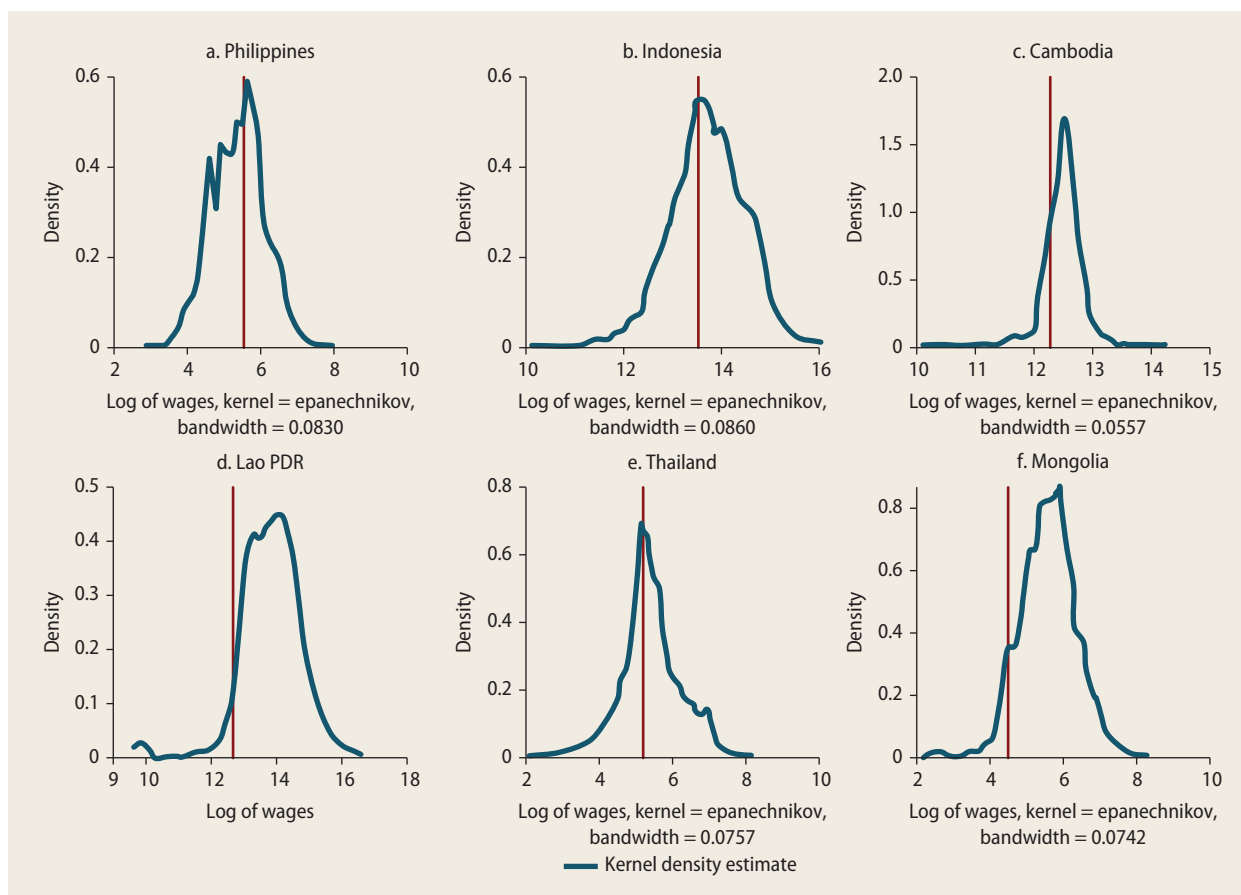 a. Philippines
0.6
0.4
0.2
0
Density
2
4
6
8
10
Log of wages, kernel = epanechnikov,
bandwidth = 0.0830
b. Indonesia
0.6
0.4
0.2
0
Density
10
12
14
16
Log of wages, kernel = epanechnikov,
bandwidth = 0.0860
c. Cambodia
2.0
1.5
1.0
0.5
0
Density
10
11
12
13
14
15
Log of wages, kernel = epanechnikov,
bandwidth = 0.0557
d. Lao PDR
0.5
0.4
0.3
0.2
0.1
0
Density
9
10
12
14
16
18
Log of wages
e. Thailand
0.8
0.6
0.4
0.2
0
Density
2
4
6
8
10
Log of wages, kernel = epanechnikov,
bandwidth = 0.0757
f. Mongolia
0.8
0.6
0.4
0.2
0
Density
2
4
6
8
10
Log of wages, kernel = epanechnikov,
bandwidth = 0.0742
Kernel density estimate